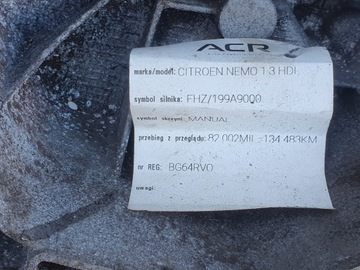 ACR
marka/model: CITROEN NEMO 1.3 HDI
symbol silnika: FHZ/199A9000
symbol skrzyni: MANUAL
przebieg z przeglądu: 82 002MIL - 134 483KM
nr REG: BG64RVO
uwagi: